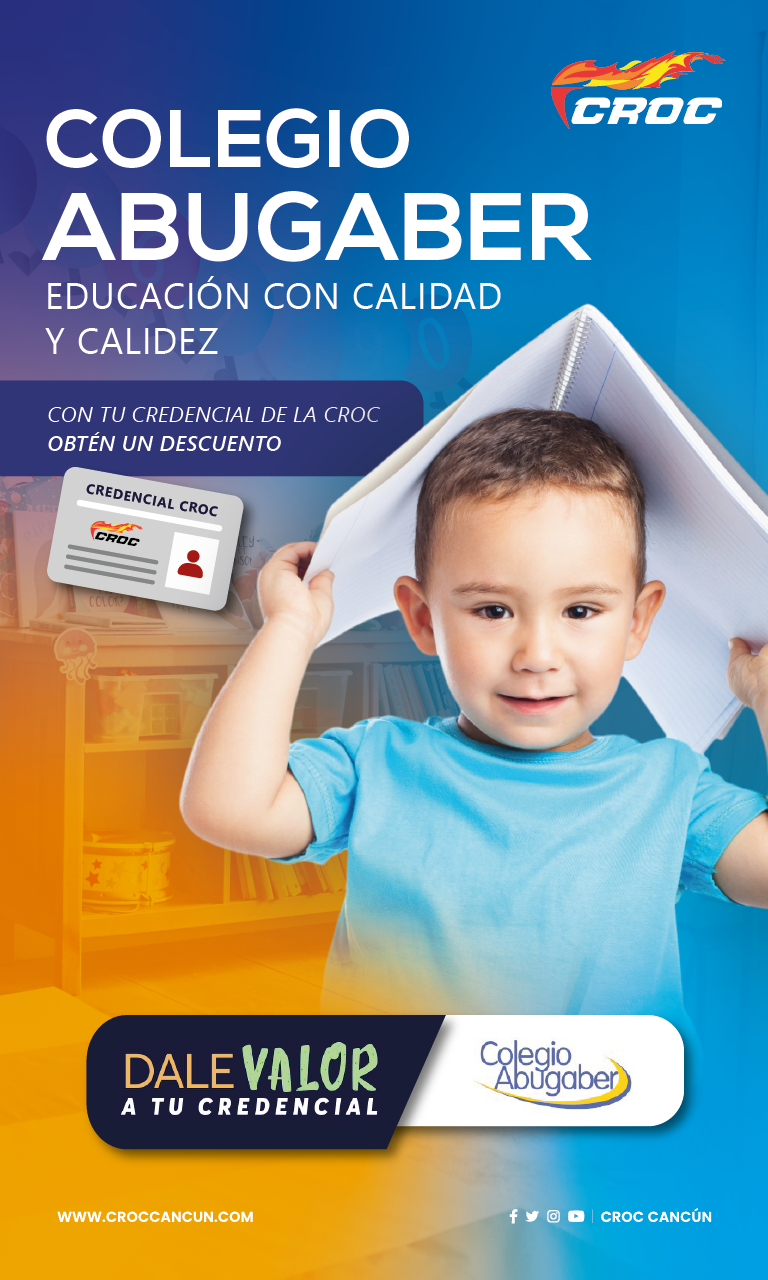 CROC
COLEGIO
ABUGABER
EDUCACIÓN CON CALIDAD
Y CALIDEZ
CON TU CREDENCIAL DE LA CROC
OBTÉN UN DESCUENTO
CREDENCIAL CROC
CROC
DALE VALOR
A TU CREDENCIAL
Colegio
Abugaber
WWW.CROCCANCUN.COM
CROC CANCÚN